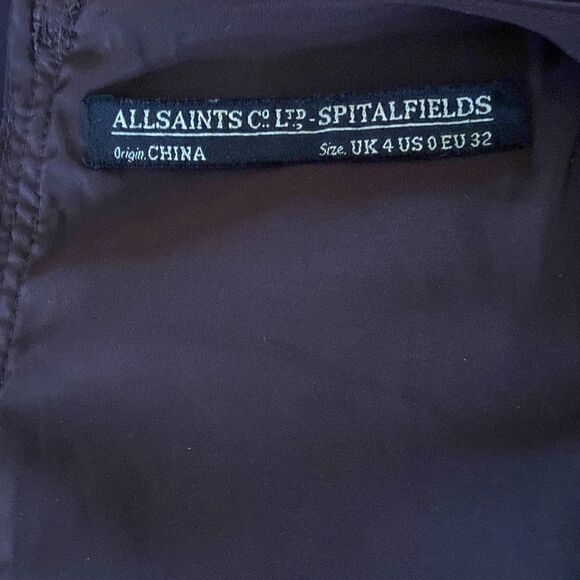 ALLSAINTS Co. LTD, - SPITALFIELDS
Origin. CHINA Size. UK 4 US 0 EU 32